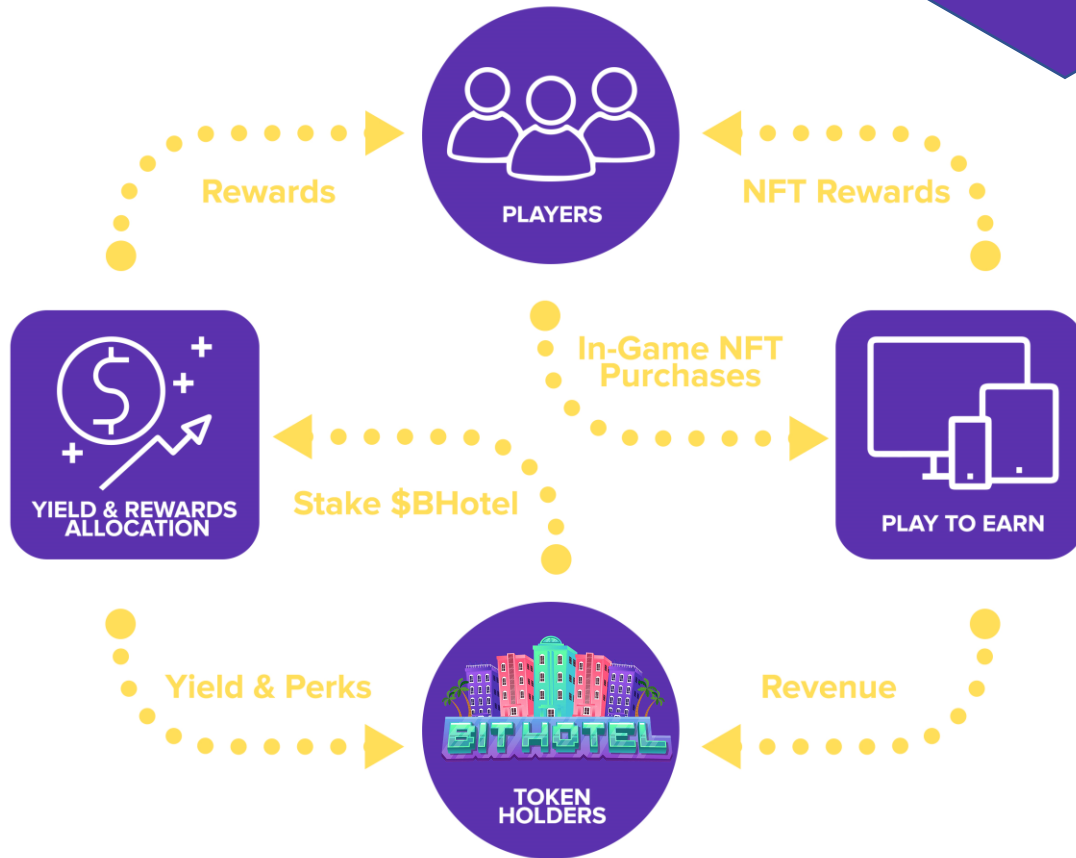 PLAYERS
Rewards
NFT Rewards
In-Game NFT
Purchases
$
YIELD & REWARDS
ALLOCATION
Stake $BHotel
PLAY TO EARN
Yield & Perks
Revenue
BIT HOTEL
TOKEN
HOLDERS